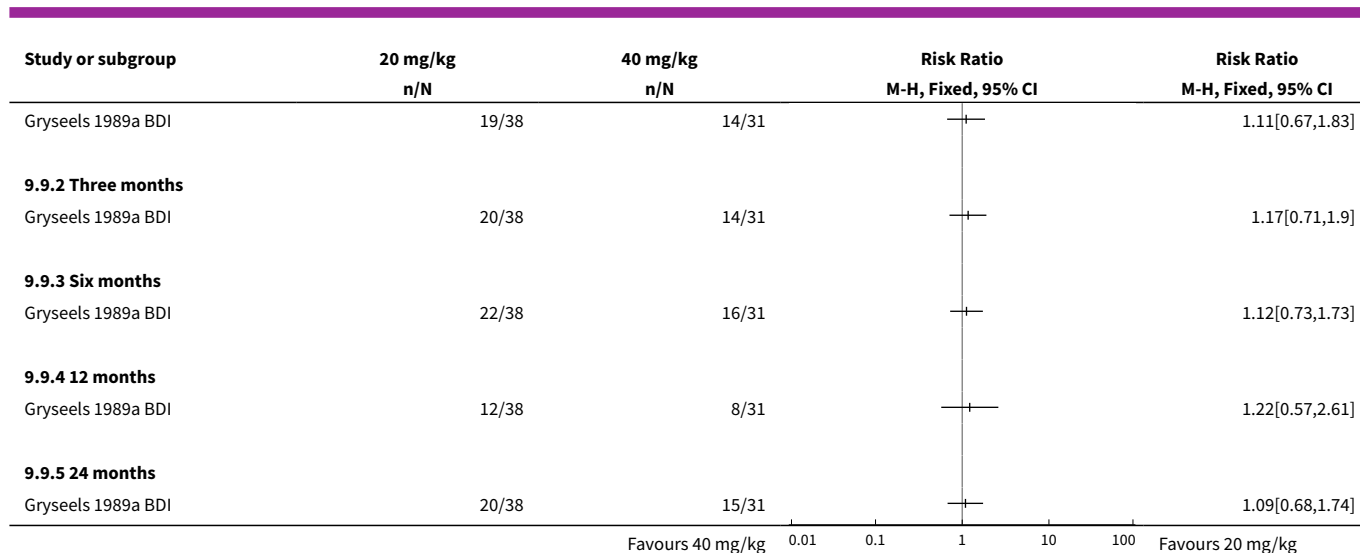 Study or subgroup 20 mg/kg 40 mg/kg Risk Ratio Risk Ratio
n/N n/N M-H, Fixed, 95% CI M-H, Fixed, 95% CI
Gryseels 1989a BDI 19/38 14/31 1.11[0.67,1.83]
9.9.2 Three months
Gryseels 1989a BDI 20/38 14/31 1.17[0.71,1.9]
9.9.3 Six months
Gryseels 1989a BDI 22/38 16/31 1.12[0.73,1.73]
9.9.4 12 months
Gryseels 1989a BDI 12/38 8/31 1.22[0.57,2.61]
9.9.5 24 months
Gryseels 1989a BDI 20/38 15/31 1.09[0.68,1.74]
Favours 40 mg/kg 0.01 0.1 1 10 100 Favours 20 mg/kg